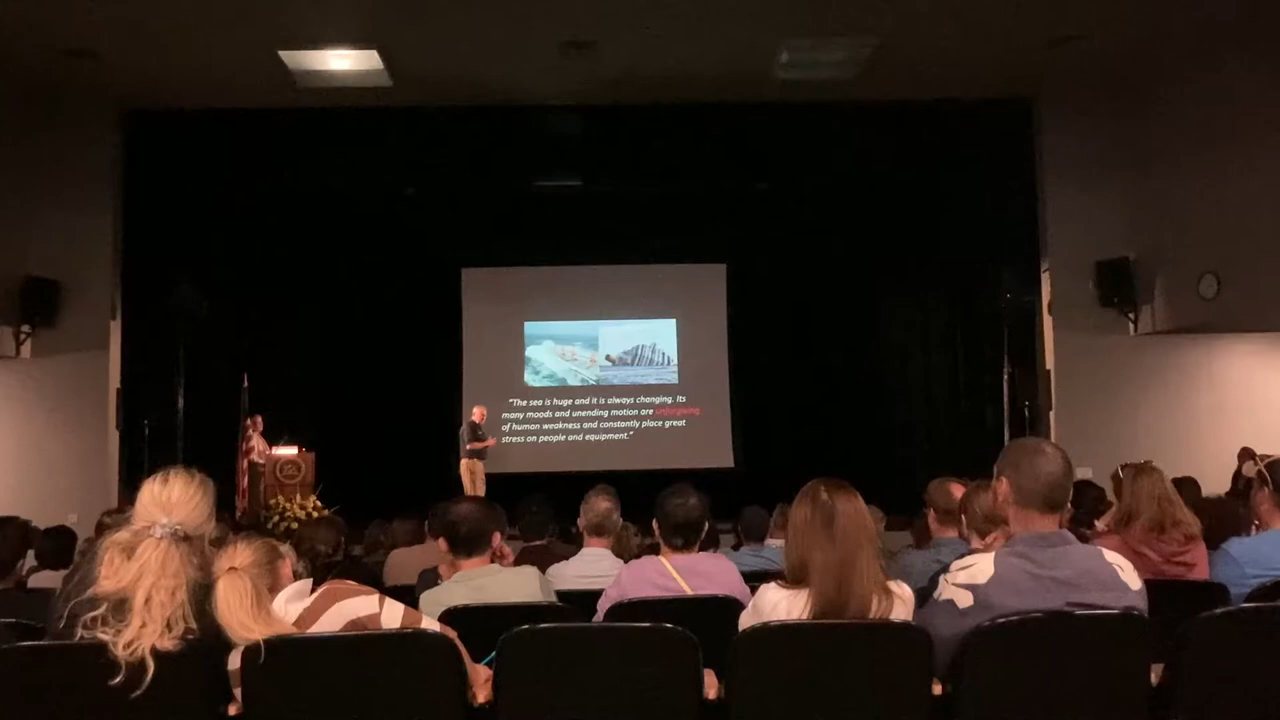 "The sea is huge and it is always changing. Its
many moods and unending motion are unforgiving
of human weakness and constantly place great
stress on people and equipment."